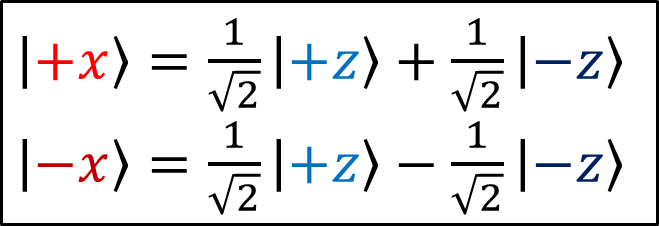 |+x⟩ = 1/√2 |+z⟩ + 1/√2 |−z⟩
|−x⟩ = 1/√2 |+z⟩ − 1/√2 |−z⟩